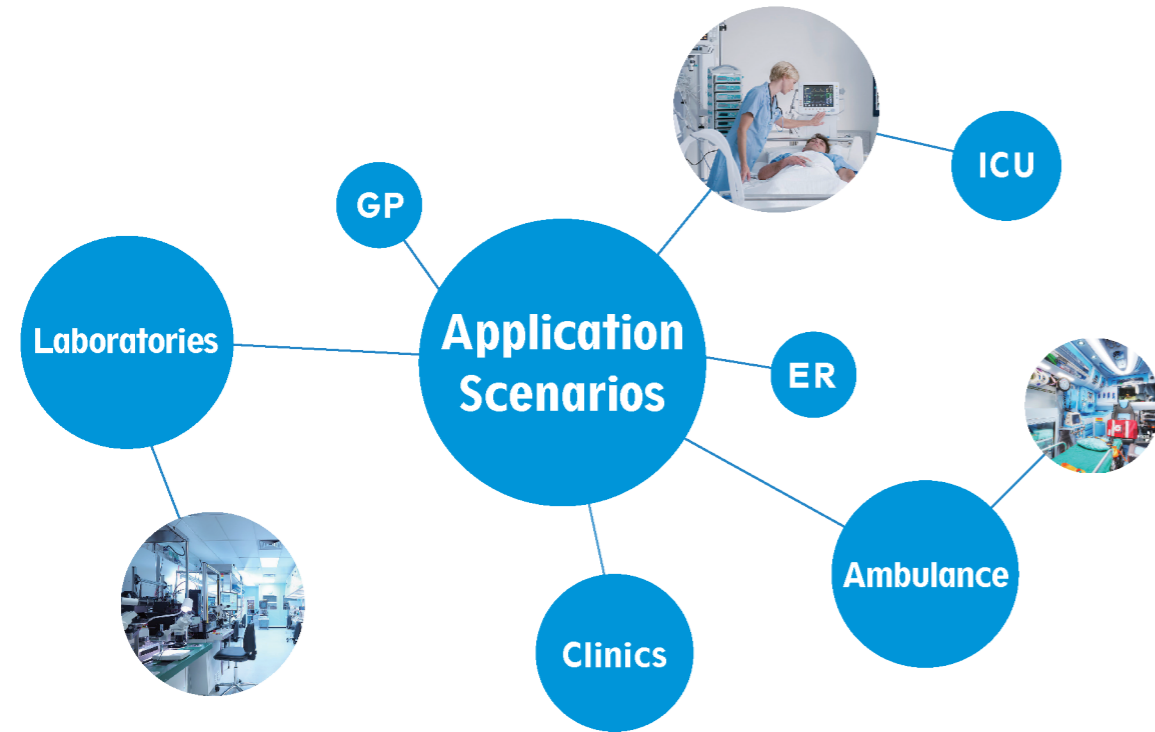 ICU
GP
Laboratories
Application
Scenarios
ER
Ambulance
Clinics